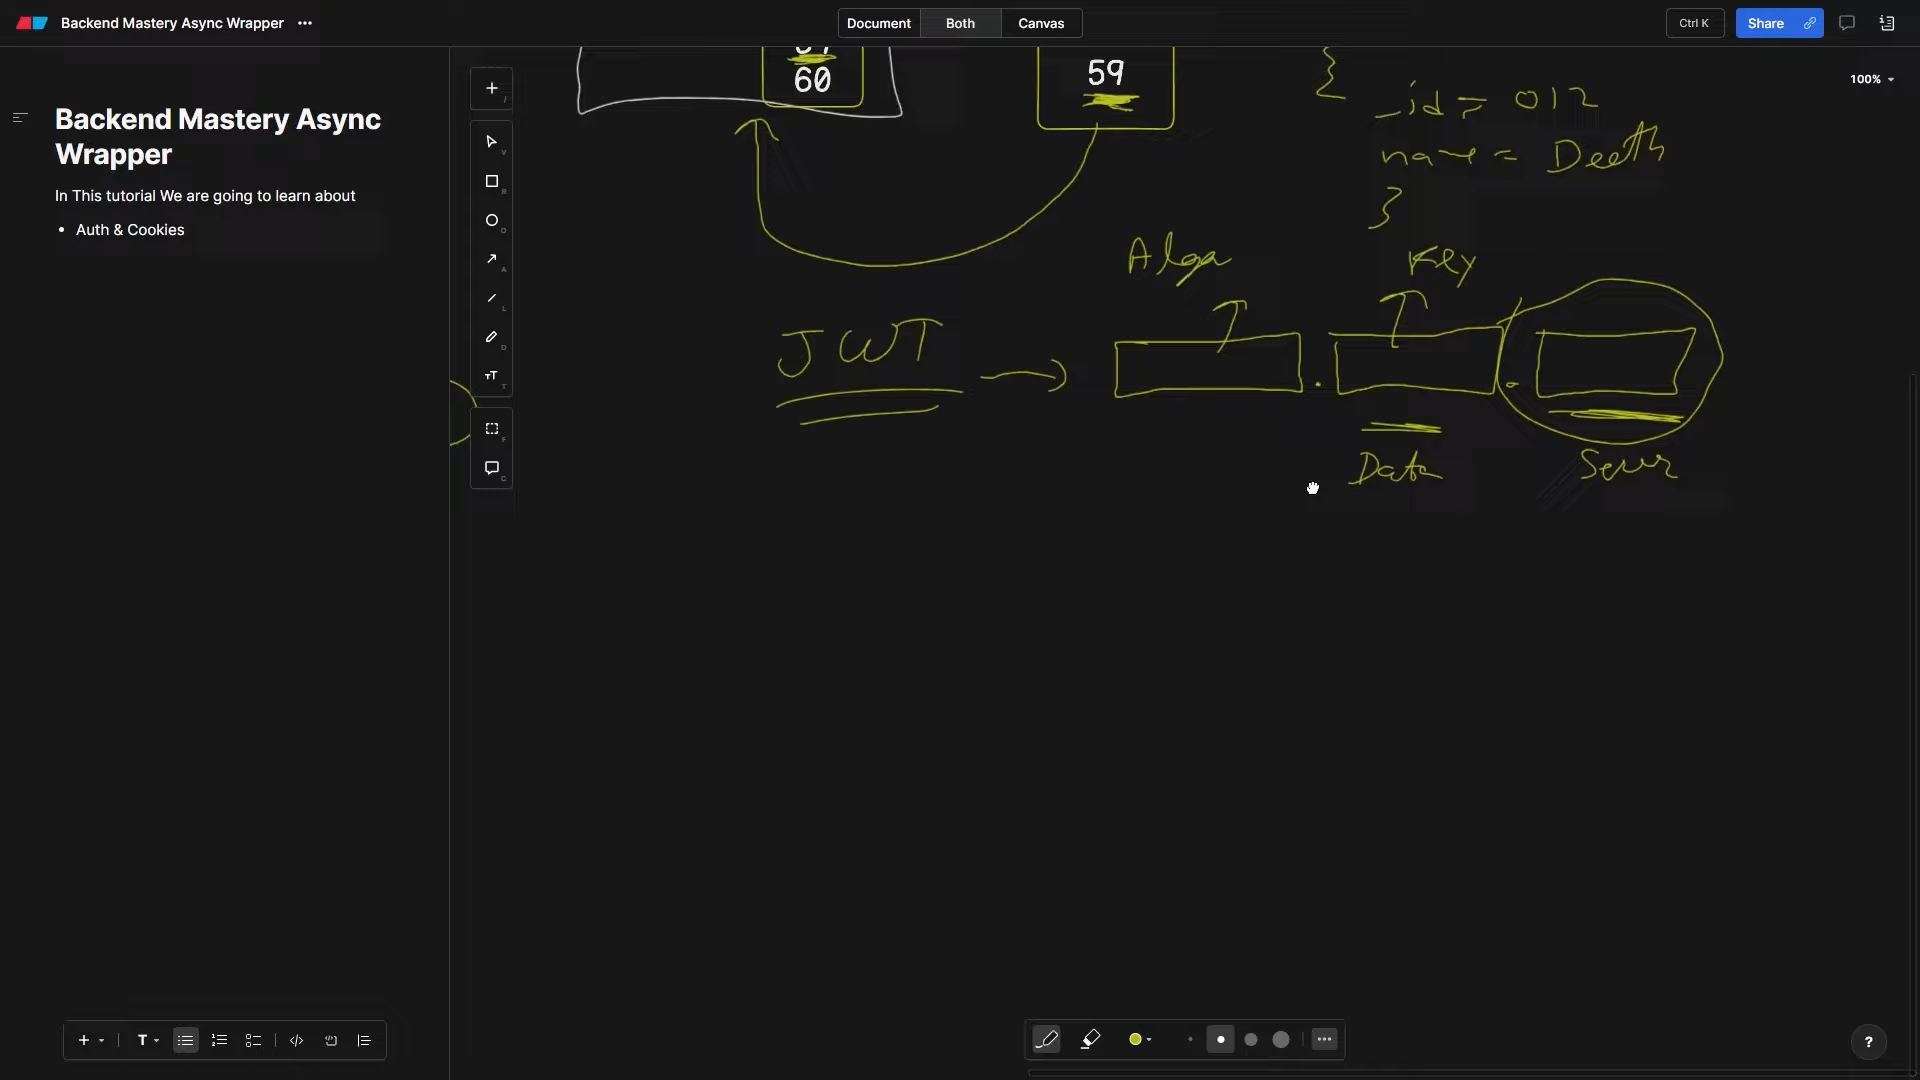 Backend Mastery Async Wrapper
Document Both Canvas
Ctrl K
Share
100%
Backend Mastery Async
Wrapper
In This tutorial We are going to learn about
• Auth & Cookies
60
59
{
_id = 012
name = Deeth
}
Algo
Key
JWT → . .
Data
T
?